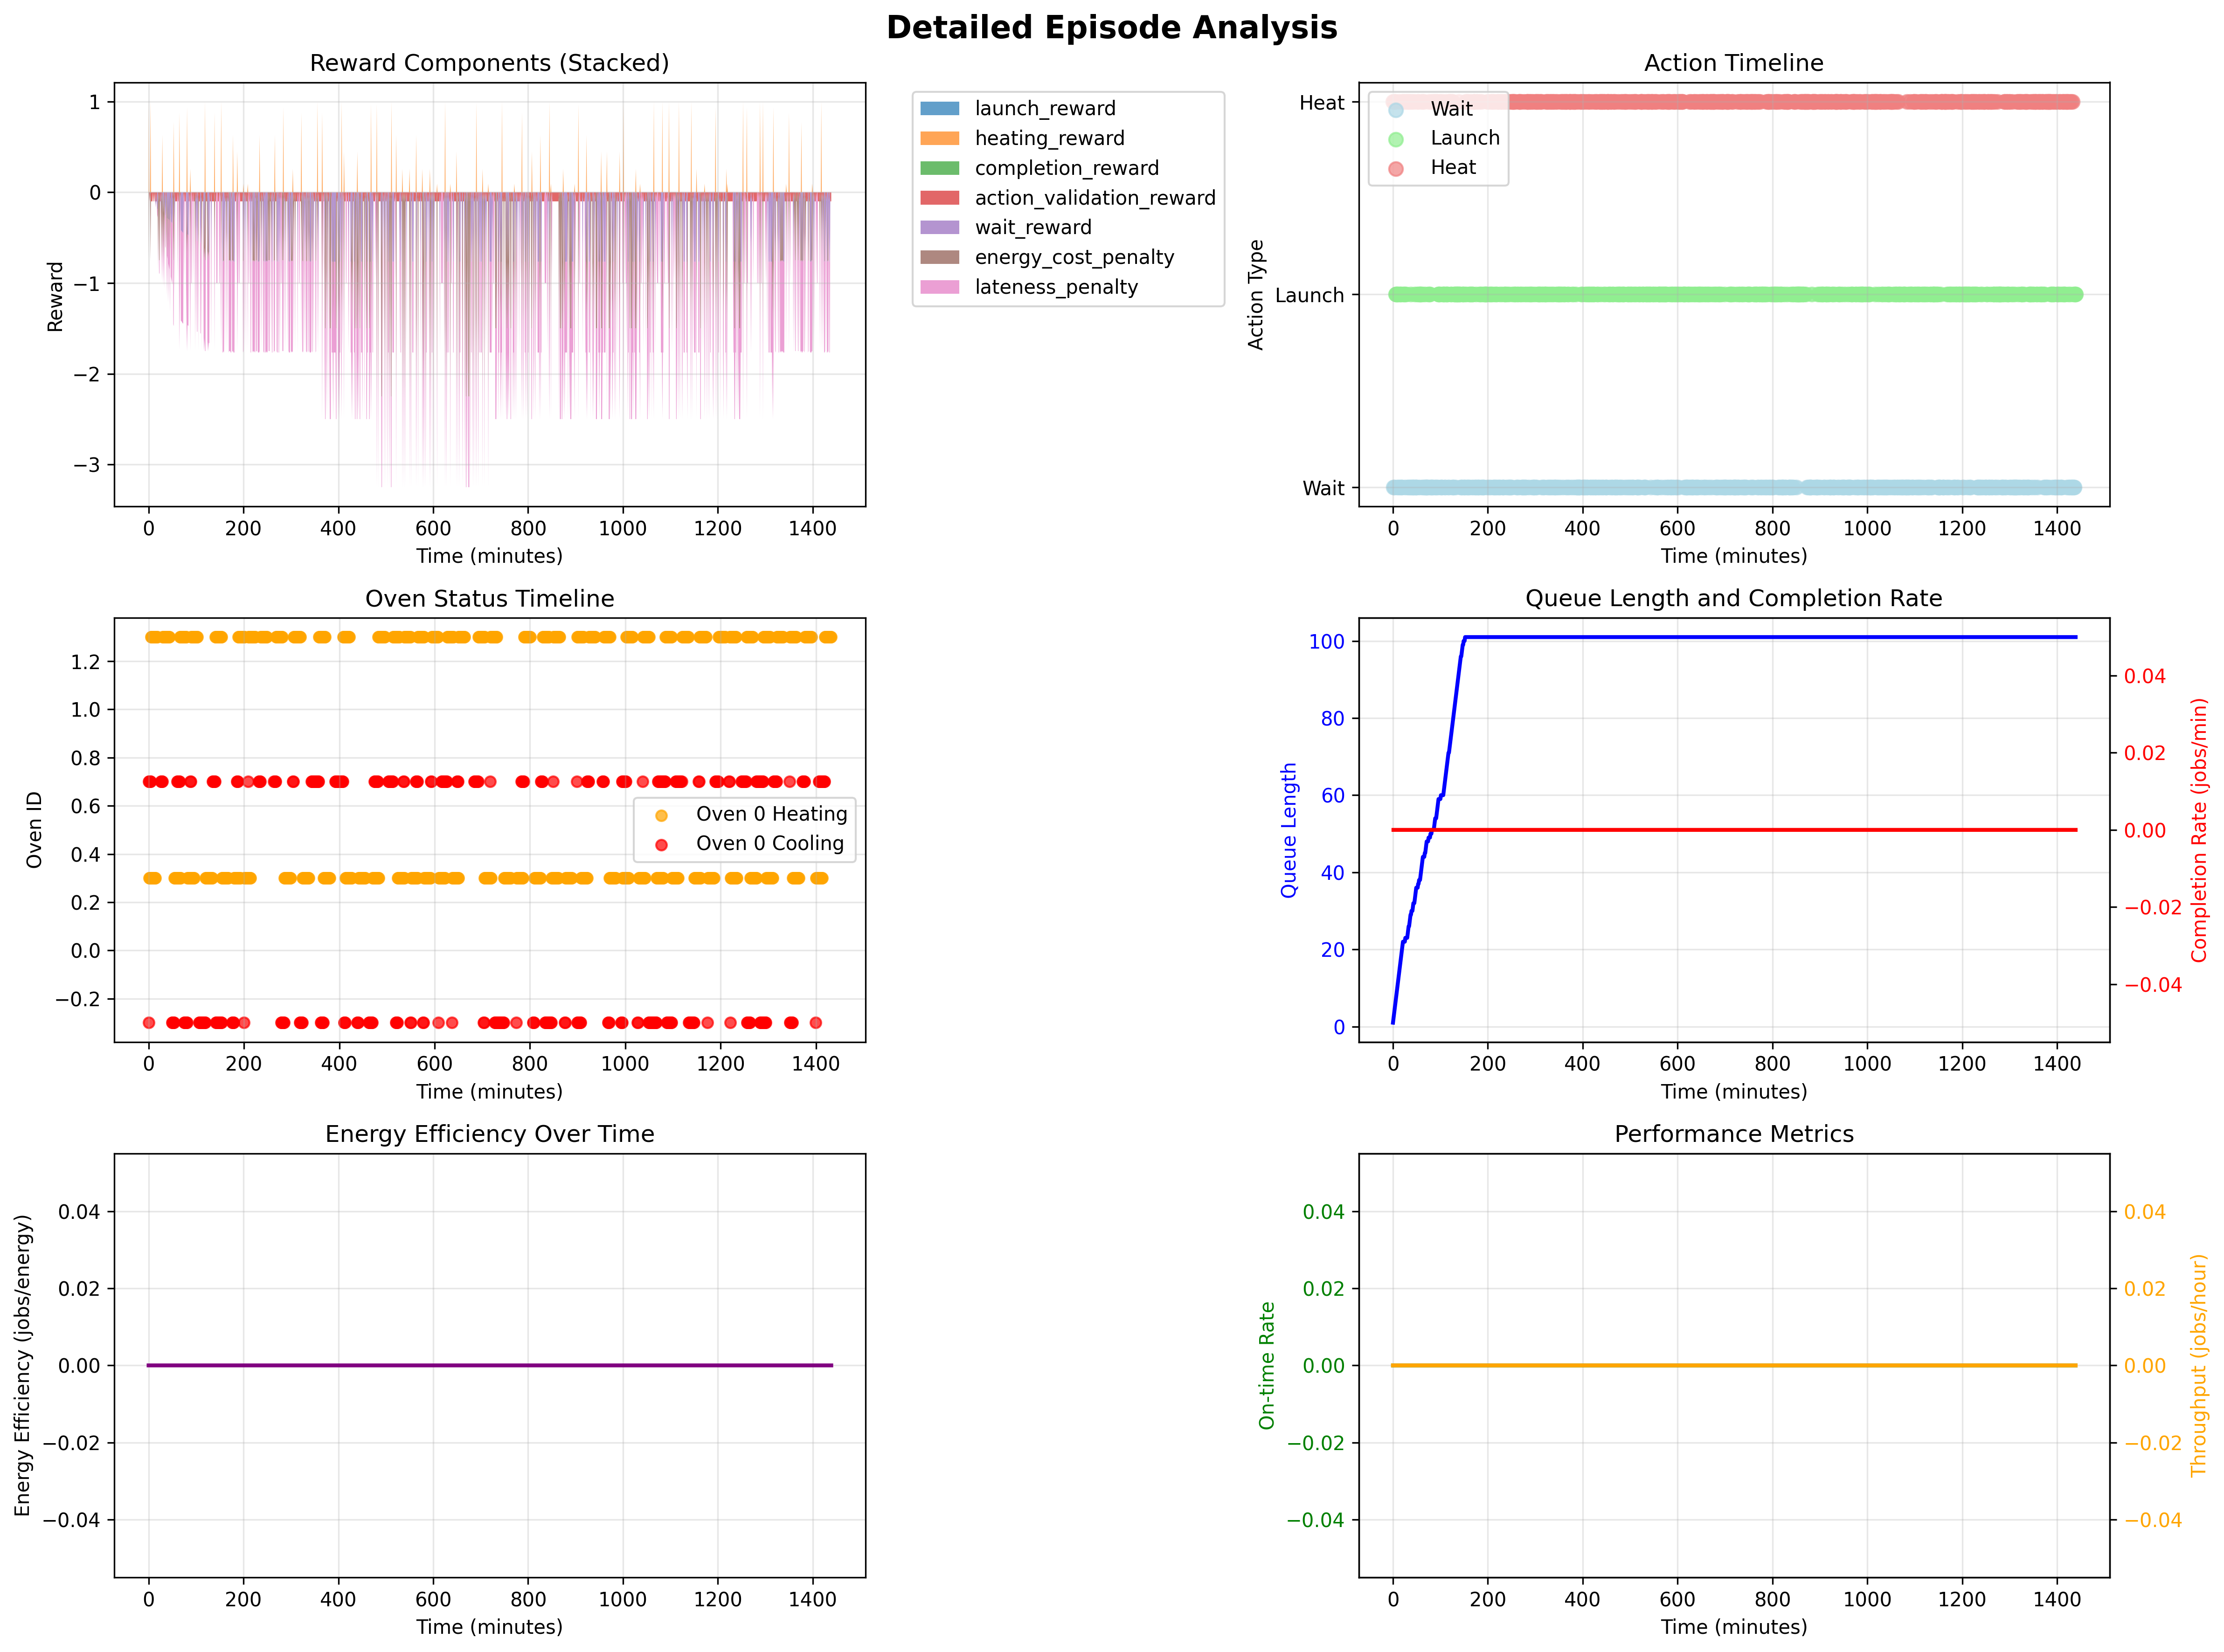 Detailed Episode Analysis
Reward Components (Stacked)
1
0
−1
−2
−3
Reward
0 200 400 600 800 1000 1200 1400
Time (minutes)
launch_reward
heating_reward
completion_reward
action_validation_reward
wait_reward
energy_cost_penalty
lateness_penalty
Action Timeline
Heat
Launch
Wait
Action Type
Wait
Launch
Heat
0 200 400 600 800 1000 1200 1400
Time (minutes)
Oven Status Timeline
1.2
1.0
0.8
0.6
0.4
0.2
0.0
−0.2
Oven ID
Oven 0 Heating
Oven 0 Cooling
0 200 400 600 800 1000 1200 1400
Time (minutes)
Queue Length and Completion Rate
100
80
60
40
20
0
Queue Length
0.04
0.02
0.00
−0.02
−0.04
Completion Rate (jobs/min)
0 200 400 600 800 1000 1200 1400
Time (minutes)
Energy Efficiency Over Time
0.04
0.02
0.00
−0.02
−0.04
Energy Efficiency (jobs/energy)
0 200 400 600 800 1000 1200 1400
Time (minutes)
Performance Metrics
0.04
0.02
0.00
−0.02
−0.04
On-time Rate
0.04
0.02
0.00
−0.02
−0.04
Throughput (jobs/hour)
0 200 400 600 800 1000 1200 1400
Time (minutes)